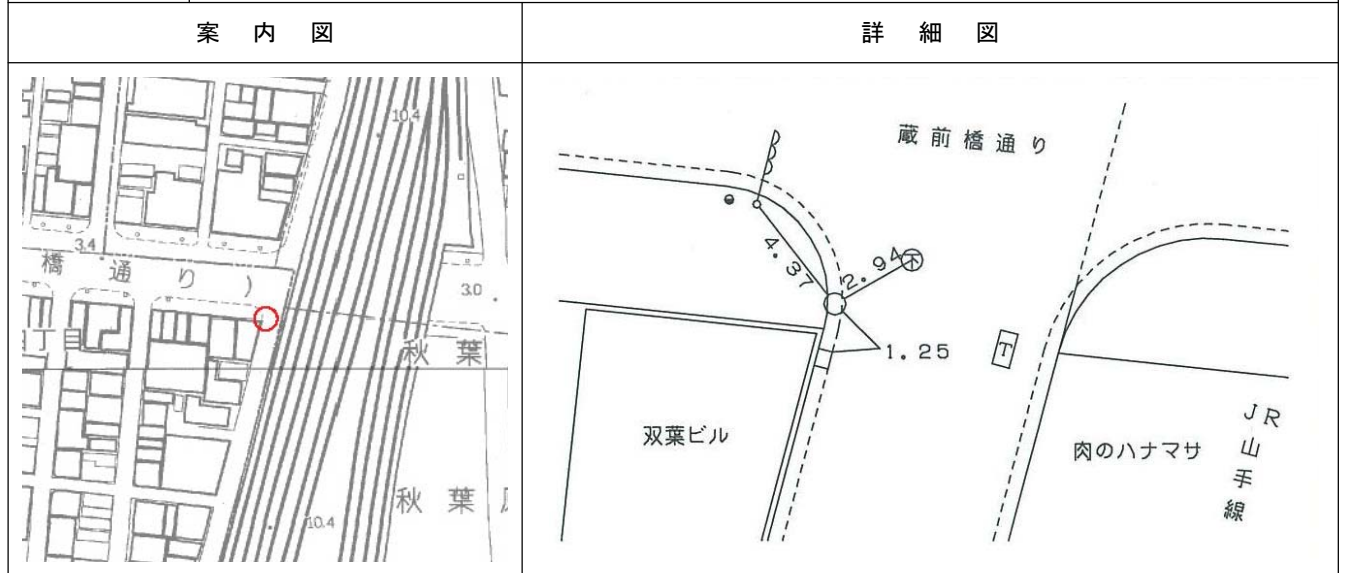 案 内 図
詳 細 図
10.4
3.4
橋 通 り )
3.0
丁
秋 葉
秋 葉
10.4
蔵前橋通り
4.37
2.94
1.25
T
双葉ビル
肉のハナマサ
JR山手線